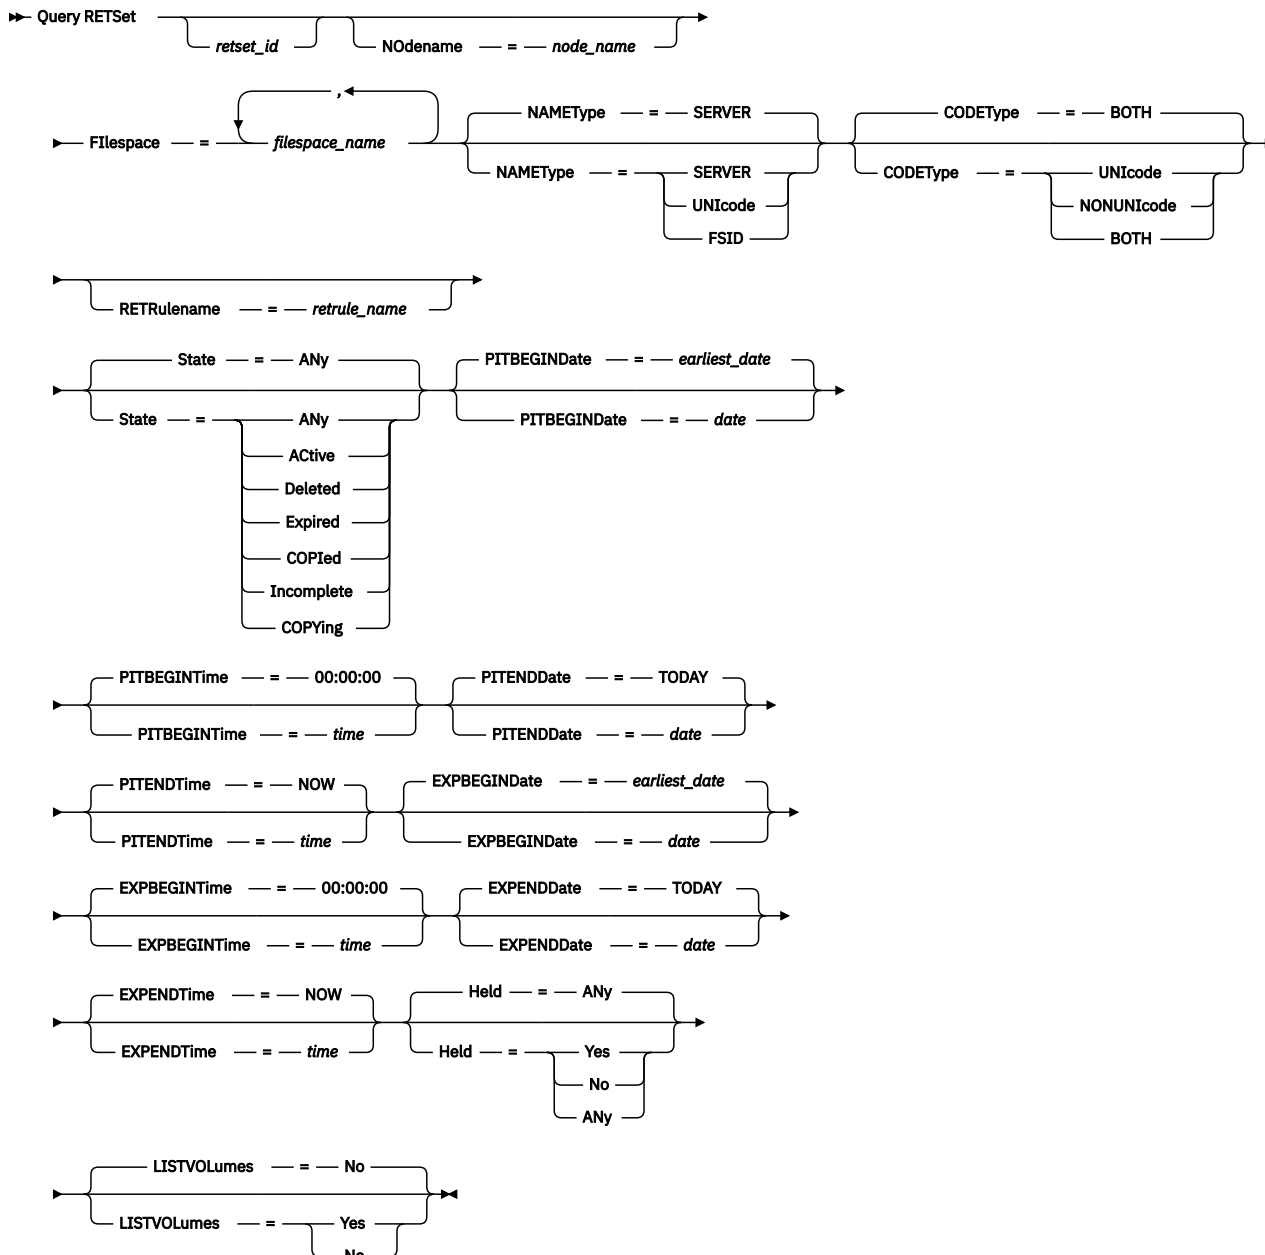 Query RETSet
retset_id NOdename = node_name
,
FIlespace = filespace_name
NAMEType = SERVER CODEType = BOTH
NAMEType = SERVER CODEType = UNIcode
UNIcode NONUNIcode
FSID BOTH
RETRulename = retrule_name
State = ANy PITBEGINDate = earliest_date
State = ANy PITBEGINDate = date
ACtive
Deleted
Expired
COPIed
Incomplete
COPYing
PITBEGINTime = 00:00:00 PITENDDate = TODAY
PITBEGINTime = time PITENDDate = date
PITENDTime = NOW EXPBEGINDate = earliest_date
PITENDTime = time EXPBEGINDate = date
EXPBEGINTime = 00:00:00 EXPENDDate = TODAY
EXPBEGINTime = time EXPENDDate = date
EXPENDTime = NOW Held = ANy
EXPENDTime = time Held = Yes
No
ANy
LISTVOLumes = No
LISTVOLumes = Yes
No